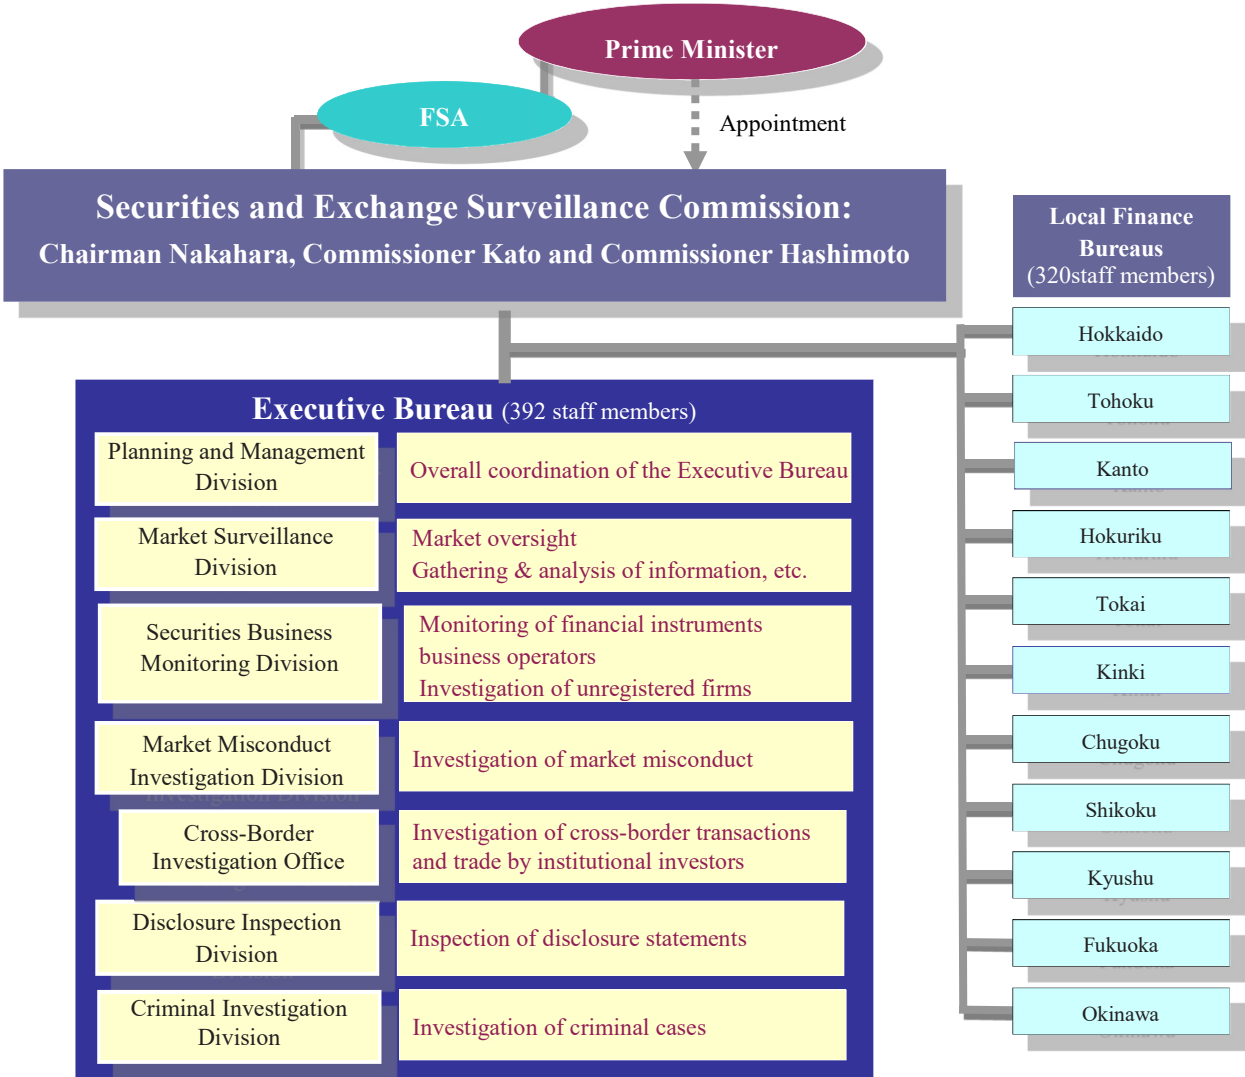 Prime Minister
FSA
Appointment
Securities and Exchange Surveillance Commission:
Chairman Nakahara, Commissioner Kato and Commissioner Hashimoto
Executive Bureau (392 staff members)
Planning and Management
Division
Overall coordination of the Executive Bureau
Market Surveillance
Division
Market oversight
Gathering & analysis of information, etc.
Securities Business
Monitoring Division
Monitoring of financial instruments
business operators
Investigation of unregistered firms
Market Misconduct
Investigation Division
Investigation of market misconduct
Cross-Border
Investigation Office
Investigation of cross-border transactions
and trade by institutional investors
Disclosure Inspection
Division
Inspection of disclosure statements
Criminal Investigation
Division
Investigation of criminal cases
Local Finance
Bureaus
(320staff members)
Hokkaido
Tohoku
Kanto
Hokuriku
Tokai
Kinki
Chugoku
Shikoku
Kyushu
Fukuoka
Okinawa